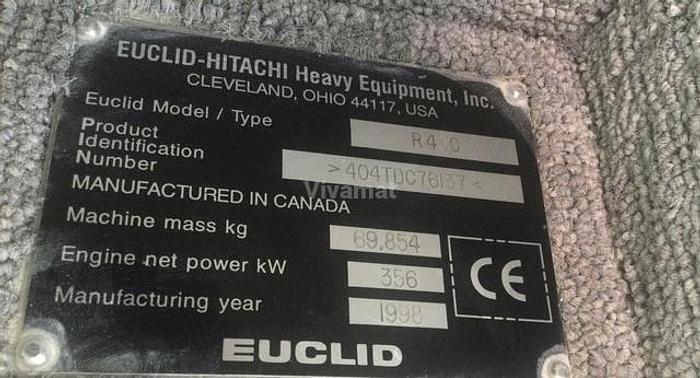 EUCLID-HITACHI Heavy Equipment, Inc.
CLEVELAND, OHIO 44117, USA
Euclid Model / Type
R4 C
Product
Identification
Number
>404TDC76137<
Vivamat
MANUFACTURED IN CANADA
Machine mass kg
69,854
Engine net power kW
356
Manufacturing year
1998
CE
EUCLID